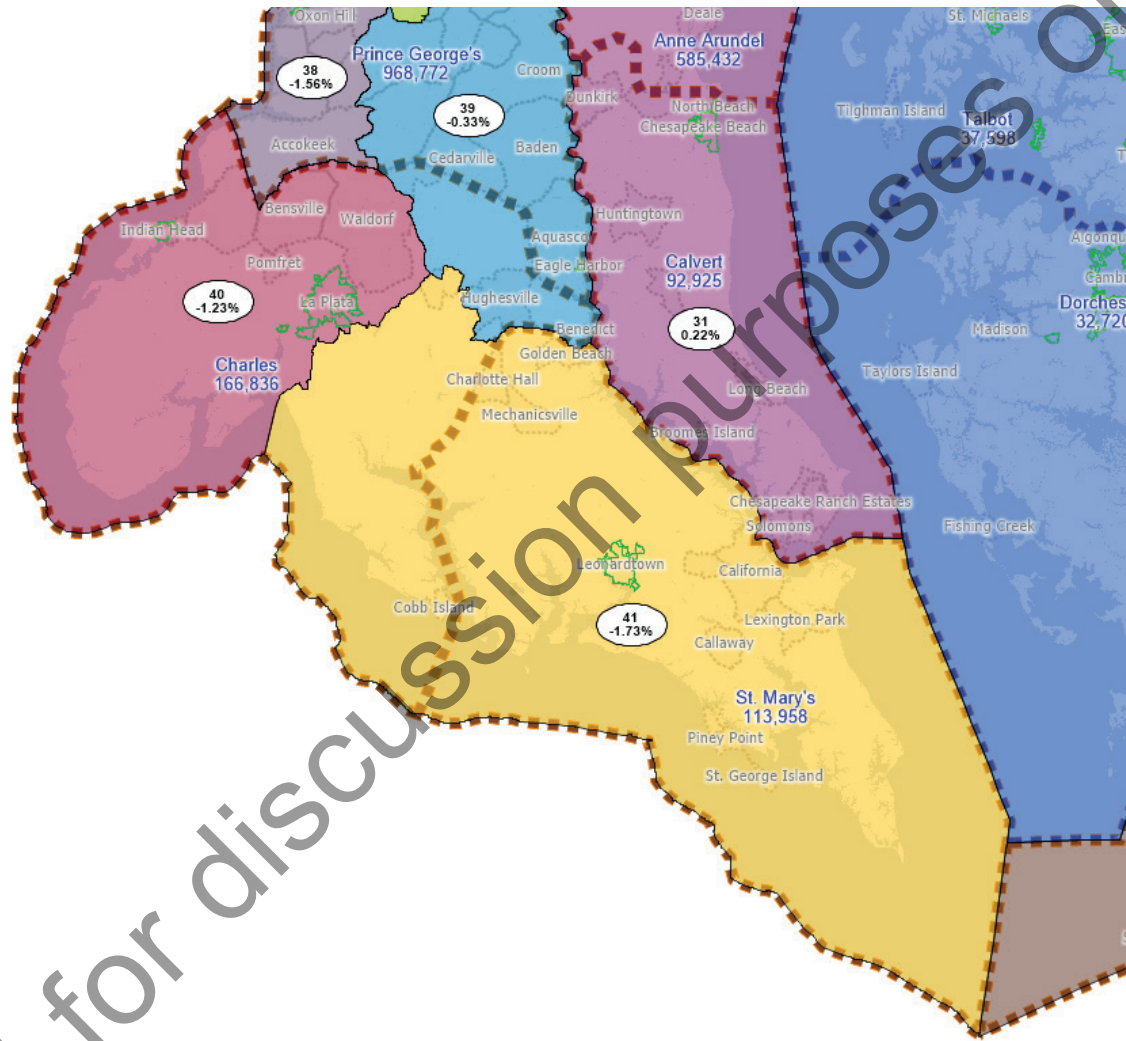 Oxon Hill
Deale
St. Michaels
Prince George's
968,772
Anne Arundel
585,432
38
-1.56%
Croom
39
-0.33%
Dunkirk
North Beach
Chesapeake Beach
Tilghman Island
Talbot
37,598
Accokeek
Cedarville
Baden
Bensville
Waldorf
Huntingtown
Indian Head
Aquasco
Pomfret
Eagle Harbor
Calvert
92,925
40
-1.23%
La Plata
Hughesville
31
0.22%
Benedict
Madison
Golden Beach
Charles
166,836
Charlotte Hall
Taylors Island
Long Beach
Mechanicsville
Broomes Island
Chesapeake Ranch Estates
Solomons
Fishing Creek
Leonardtown
California
Cobb Island
41
-1.73%
Lexington Park
Callaway
St. Mary's
113,958
Piney Point
St. George Island
32,720
for discussion purposes